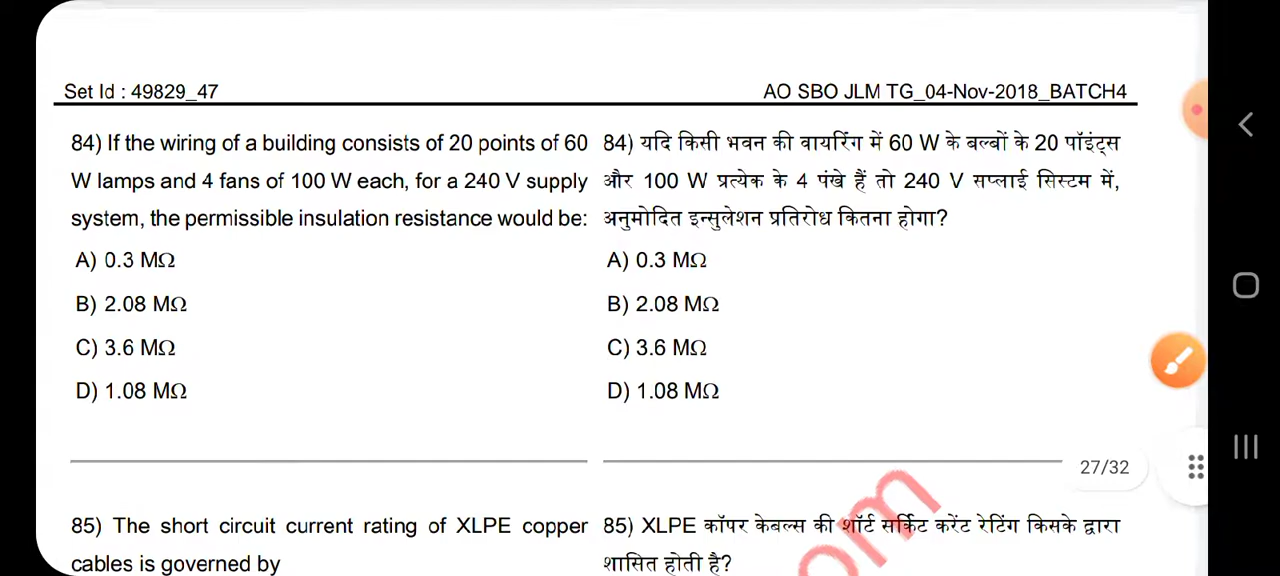 Set Id : 49829_47
AO SBO JLM TG_04-Nov-2018_BATCH4
84) If the wiring of a building consists of 20 points of 60
W lamps and 4 fans of 100 W each, for a 240 V supply
system, the permissible insulation resistance would be:
A) 0.3 MΩ
B) 2.08 MΩ
C) 3.6 MΩ
D) 1.08 MΩ
84) यदि किसी भवन की वायरिंग में 60 W के बल्बों के 20 पॉइंट्स
और 100 W प्रत्येक के 4 पंखे हैं तो 240 V सप्लाई सिस्टम में,
अनुमोदित इन्सुलेशन प्रतिरोध कितना होगा?
A) 0.3 MΩ
B) 2.08 MΩ
C) 3.6 MΩ
D) 1.08 MΩ
27/32
85) The short circuit current rating of XLPE copper
cables is governed by
85) XLPE कॉपर केबल्स की शॉर्ट सर्किट करेंट रेटिंग किसके द्वारा
शासित होती है?
om